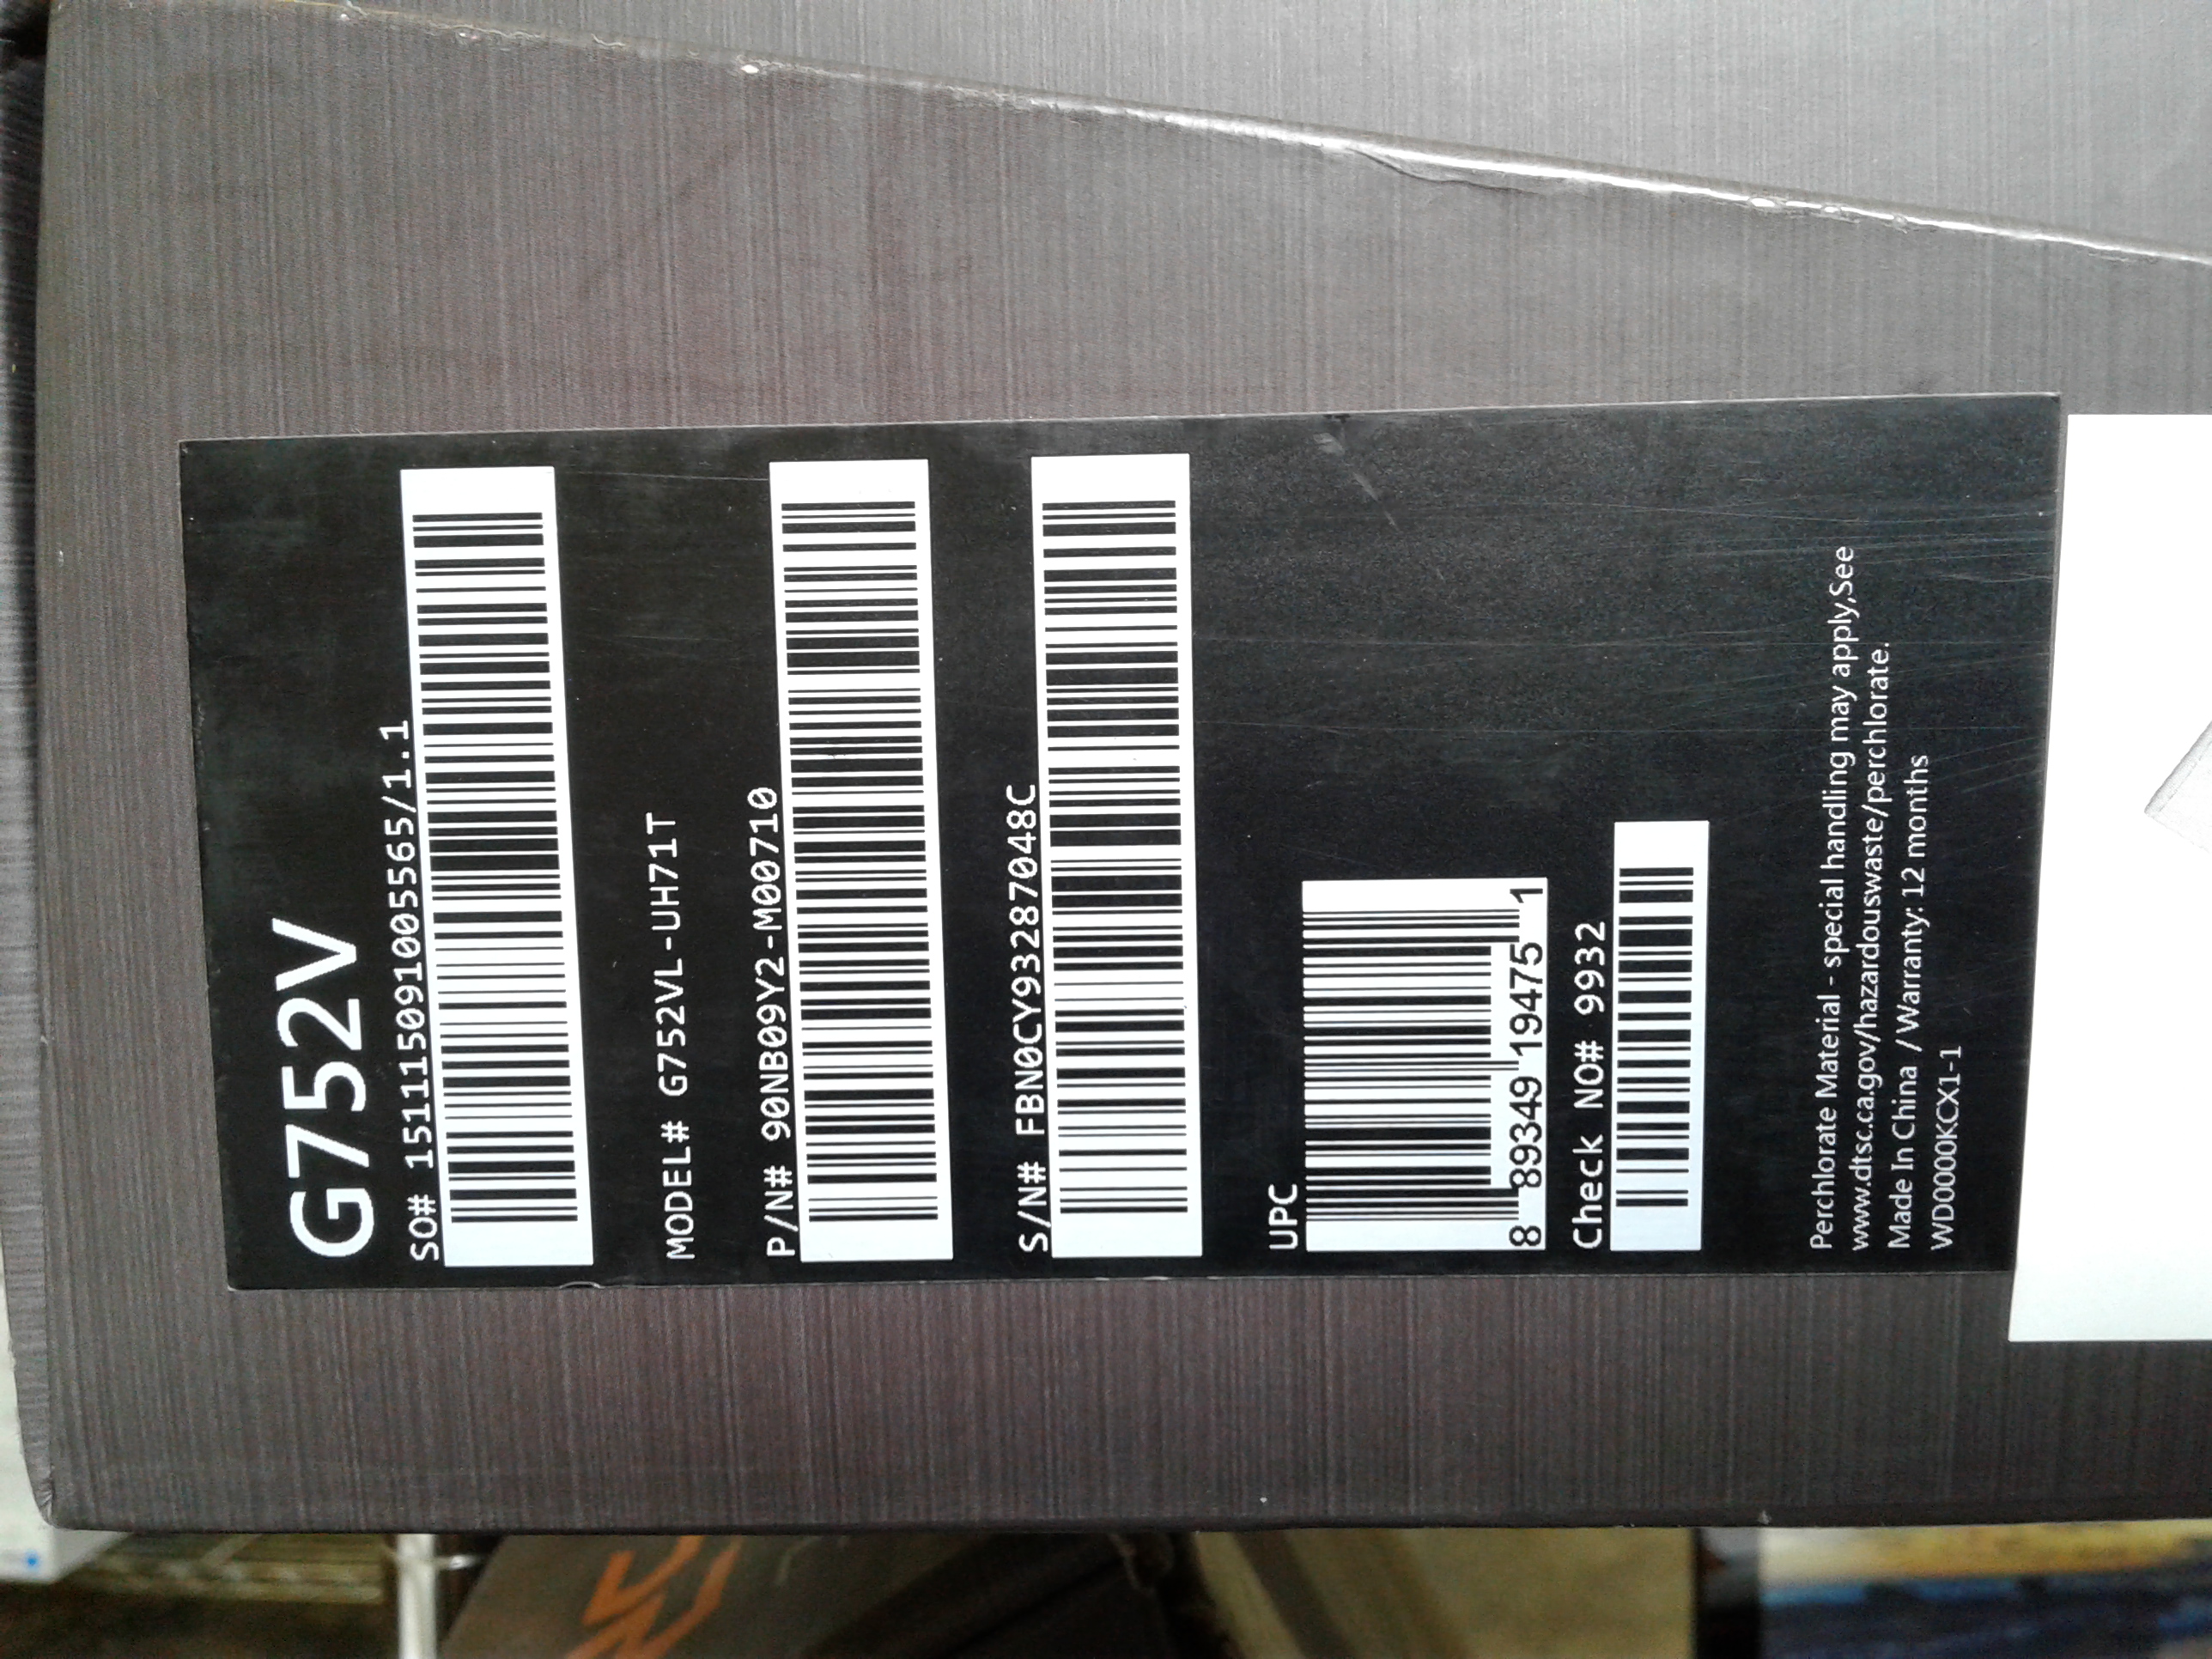 G752V
SO# 151115091005565/1.1
MODEL# G752VL-UH71T
P/N# 90NB09Y2-M00710
S/N# FBN0CY93287048C
UPC
8 89349 19475 1
Check NO# 9932
Perchlorate Material - special handling may apply,See
www.dtsc.ca.gov/hazardouswaste/perchlorate.
Made In China / Warranty: 12 months
WD000KCX1-1